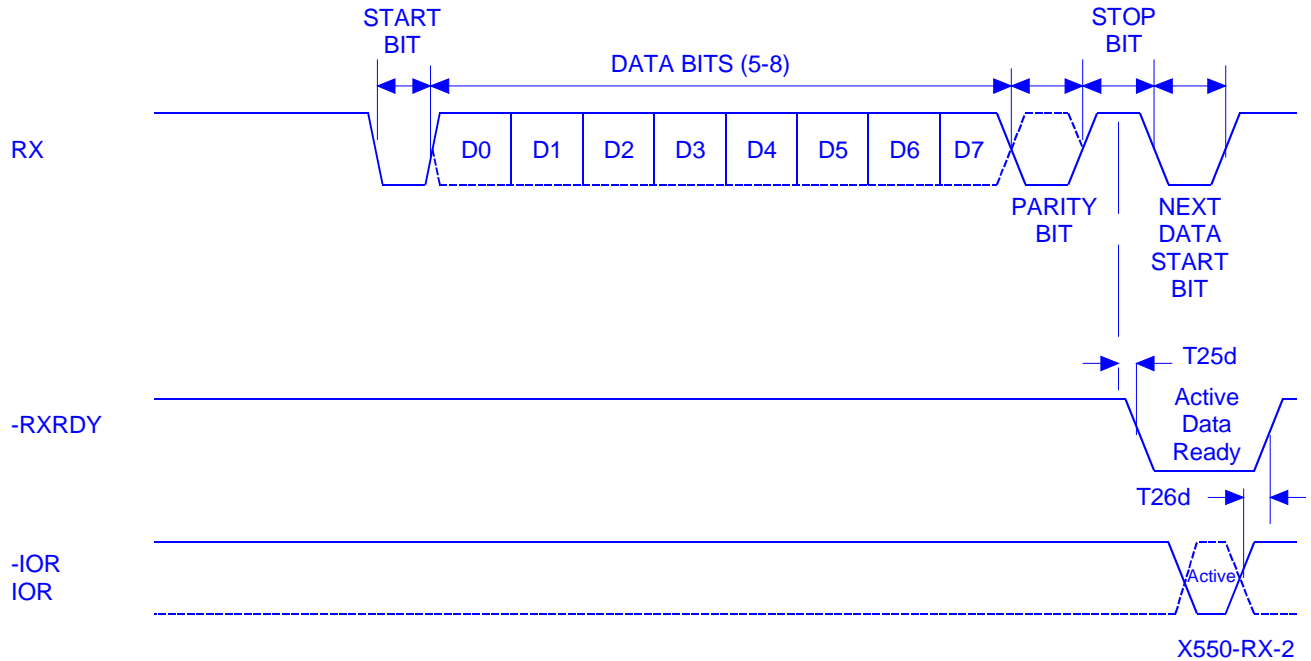 START
BIT
DATA BITS (5-8)
STOP
BIT
RX
D0 D1 D2 D3 D4 D5 D6 D7
PARITY
BIT
NEXT
DATA
START
BIT
T25d
-RXRDY
Active
Data
Ready
T26d
-IOR
IOR
Active
X550-RX-2